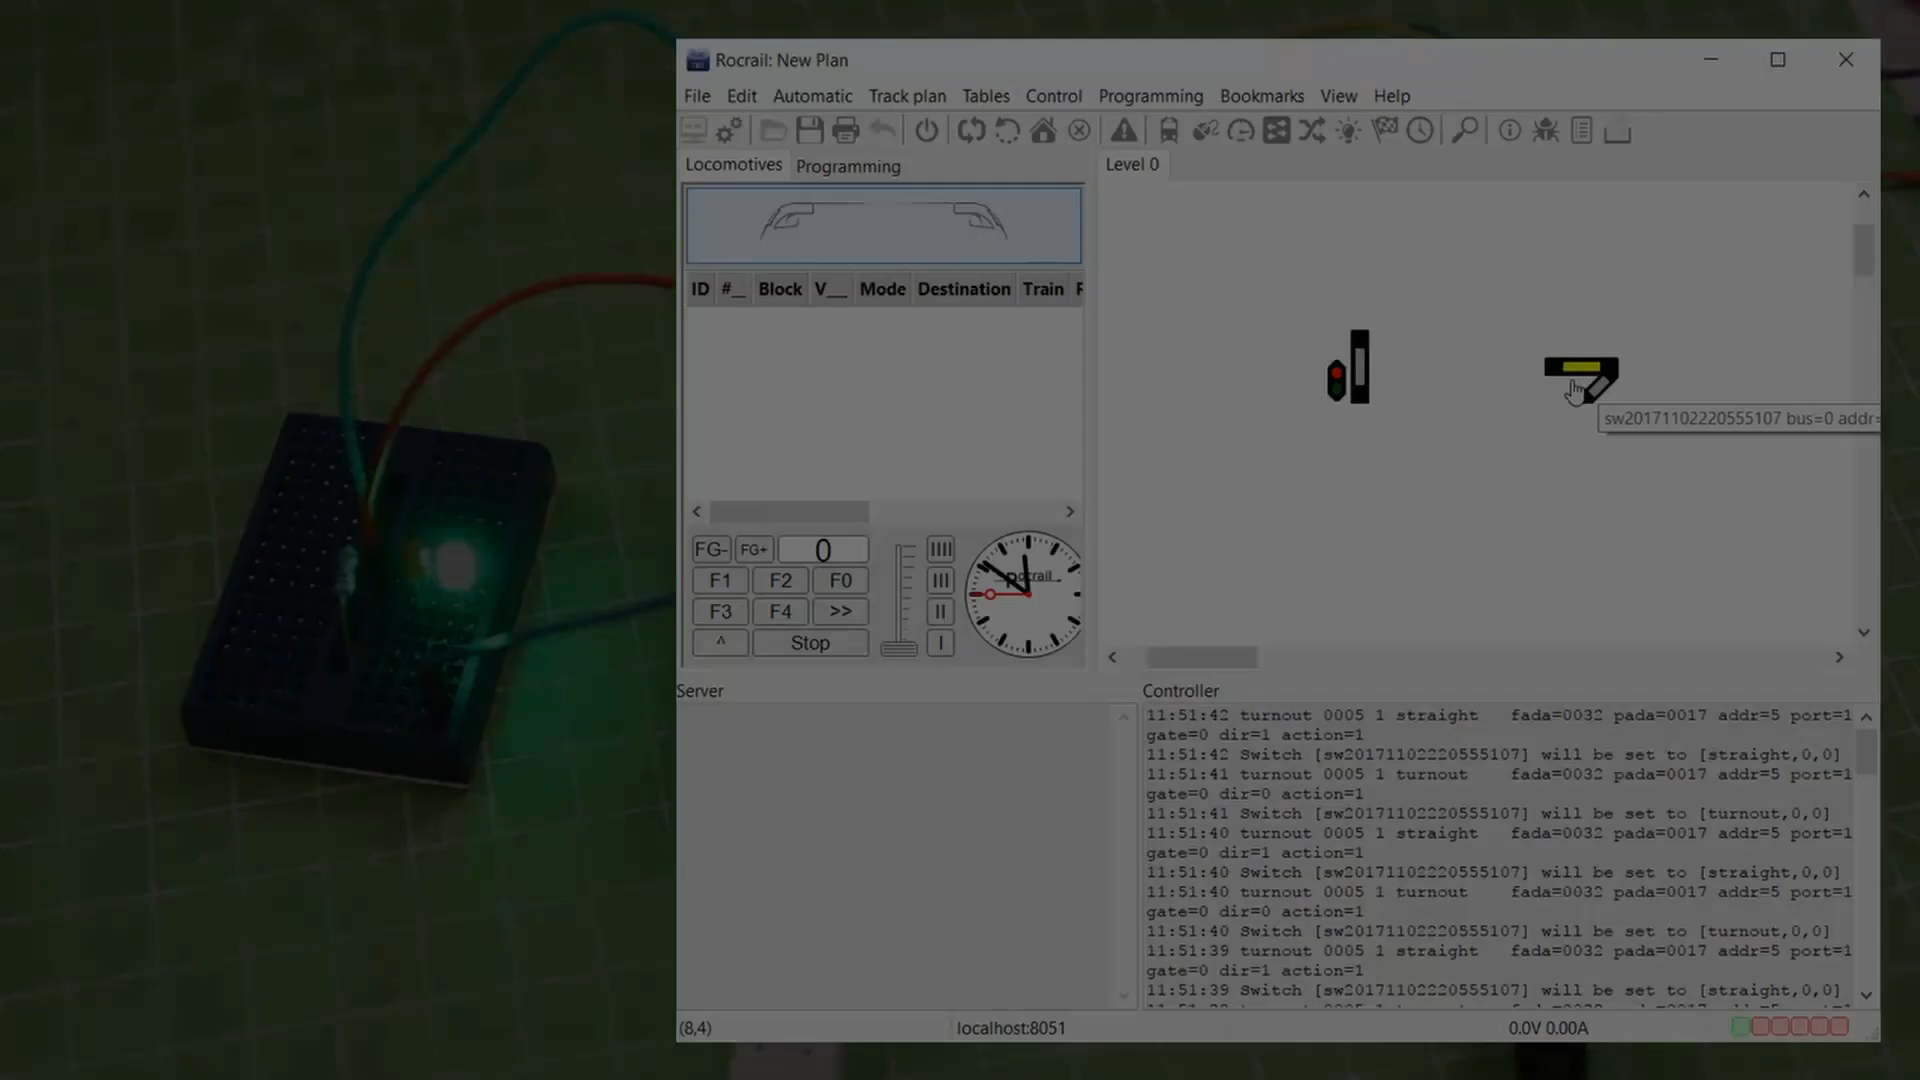 Rocrail: New Plan
File Edit Automatic Track plan Tables Control Programming Bookmarks View Help
Locomotives Programming
Level 0
ID #__ Block V__ Mode Destination Train
sw20171102220555107 bus=0 addr=
FG- FG+ 0
F1 F2 F0
F3 F4 >>
^ Stop
IIII
III
II
I
rocrail
Server
Controller
11:51:42 turnout 0005 1 straight fada=0032 pada=0017 addr=5 port=1
gate=0 dir=1 action=1
11:51:42 Switch [sw20171102220555107] will be set to [straight,0,0]
11:51:41 turnout 0005 1 turnout fada=0032 pada=0017 addr=5 port=1
gate=0 dir=0 action=1
11:51:41 Switch [sw20171102220555107] will be set to [turnout,0,0]
11:51:40 turnout 0005 1 straight fada=0032 pada=0017 addr=5 port=1
gate=0 dir=1 action=1
11:51:40 Switch [sw20171102220555107] will be set to [straight,0,0]
11:51:40 turnout 0005 1 turnout fada=0032 pada=0017 addr=5 port=1
gate=0 dir=0 action=1
11:51:40 Switch [sw20171102220555107] will be set to [turnout,0,0]
11:51:39 turnout 0005 1 straight fada=0032 pada=0017 addr=5 port=1
gate=0 dir=1 action=1
11:51:39 Switch [sw20171102220555107] will be set to [straight,0,0]
(8,4) localhost:8051 0.0V 0.00A